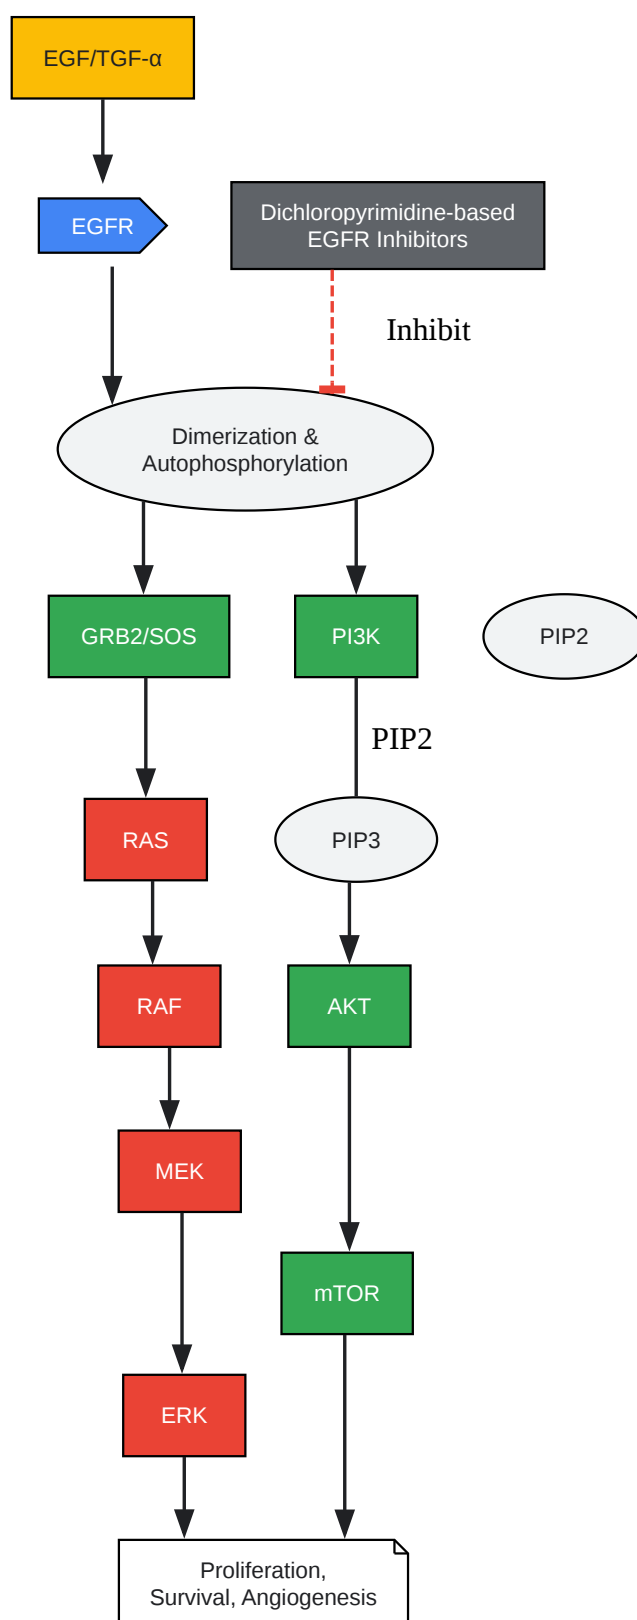 EGF/TGF-α
EGFR
Dichloropyrimidine-based
EGFR Inhibitors
Inhibit
Dimerization &
Autophosphorylation
GRB2/SOS
PI3K
PIP2
PIP2
RAS
PIP3
RAF
AKT
MEK
mTOR
ERK
Proliferation,
Survival, Angiogenesis